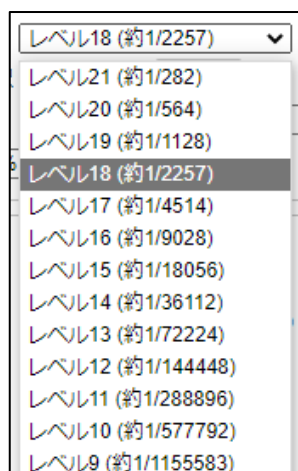 レベル18 (約1/2257)
レベル21 (約1/282)
レベル20 (約1/564)
レベル19 (約1/1128)
レベル18 (約1/2257)
レベル17 (約1/4514)
レベル16 (約1/9028)
レベル15 (約1/18056)
レベル14 (約1/36112)
レベル13 (約1/72224)
レベル12 (約1/144448)
レベル11 (約1/288896)
レベル10 (約1/577792)
レベル9 (約1/1155583)